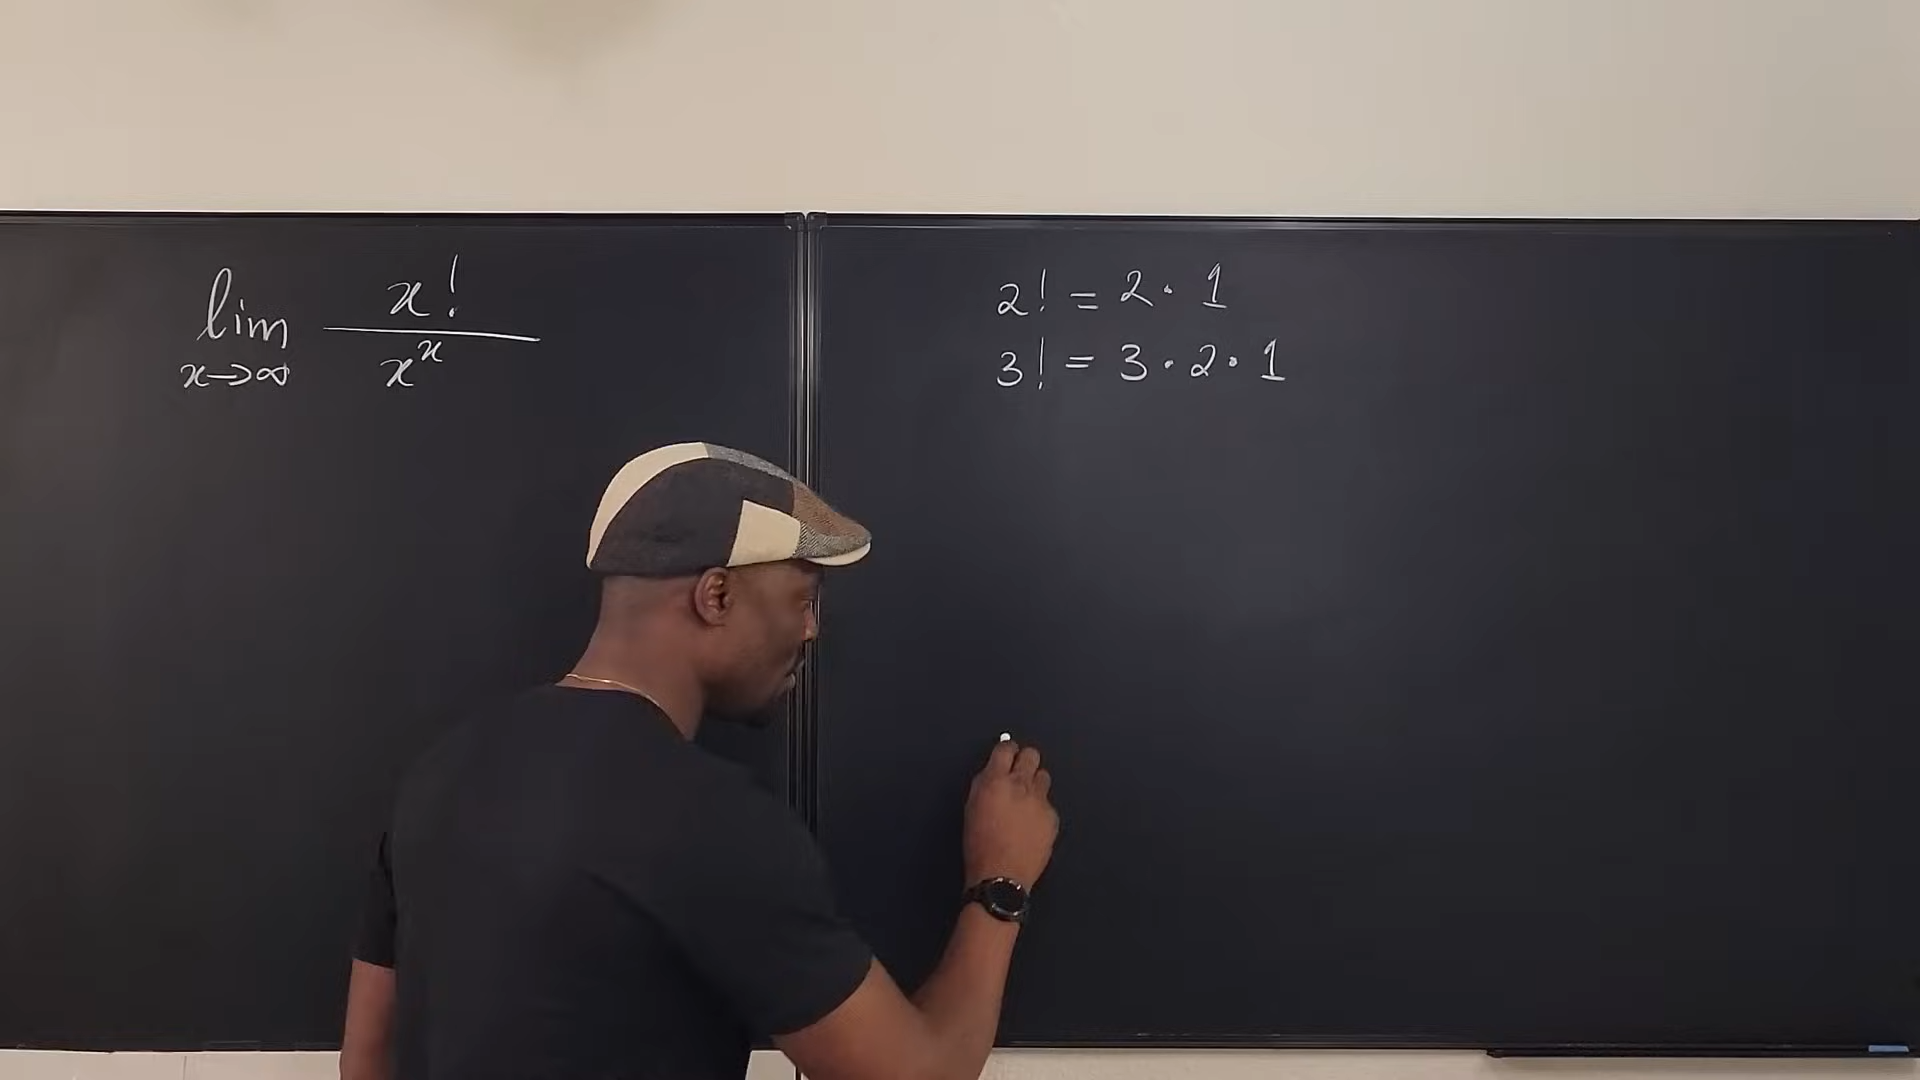 lim x!
x→∞ x^x
2! = 2 · 1
3! = 3 · 2 · 1